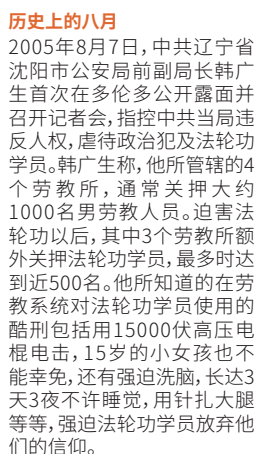 历史上的八月
2005年8月7日，中共辽宁省
沈阳市公安局前副局长韩广
生首次在多伦多公开露面并
召开记者会，指控中共当局违
反人权，虐待政治犯及法轮功
学员。韩广生称，他所管辖的4
个劳教所，通常关押大约
1000名男劳教人员。迫害法
轮功以后，其中3个劳教所额
外关押法轮功学员，最多时达
到近500名。他所知道的在劳
教系统对法轮功学员使用的
酷刑包括用15000伏高压电
棍电击，15岁的小女孩也不
能幸免，还有强迫洗脑，长达3
天3夜不许睡觉，用针扎大腿
等等，强迫法轮功学员放弃他
们的信仰。